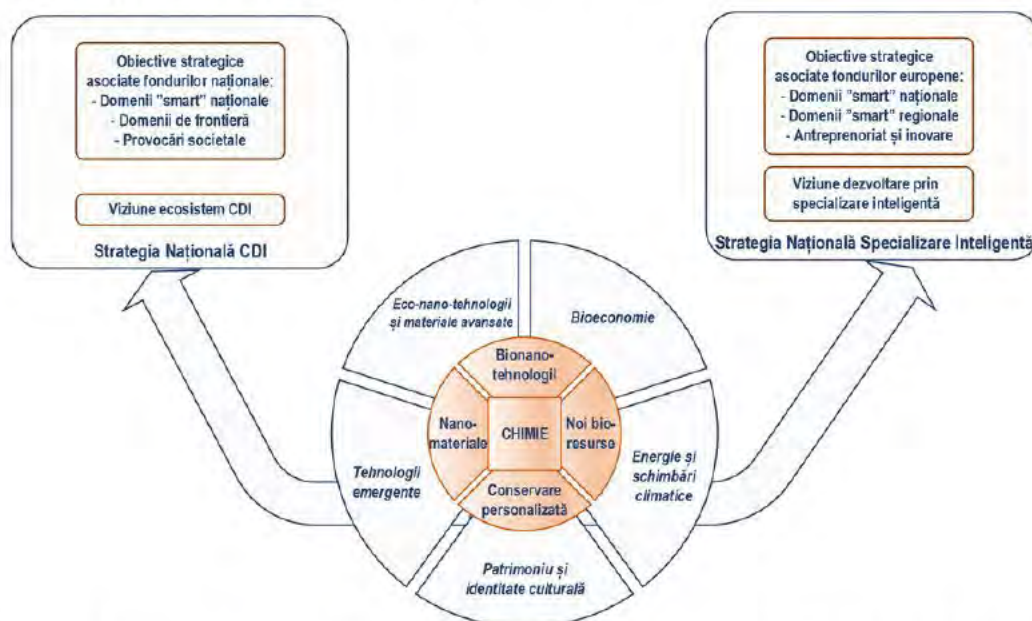 Obiective strategice
asociate fondurilor naționale:
- Domenii "smart" naționale
- Domenii de frontieră
- Provocări societale
Viziune ecosistem CDI
Strategia Națională CDI
Obiective strategice
asociate fondurilor europene:
- Domenii "smart" naționale
- Domenii "smart" regionale
- Antreprenoriat și inovare
Viziune dezvoltare prin
specializare inteligentă
Strategia Națională Specializare Inteligentă
Eco-nano-tehnologii
și materiale avansate
Bioeconomie
Bionano-
tehnologii
Nano-
materiale
CHIMIE
Noi bio-
resurse
Conservare
personalizată
Tehnologii
emergente
Energie și
schimbări
climatice
Patrimoniu și
identitate culturală